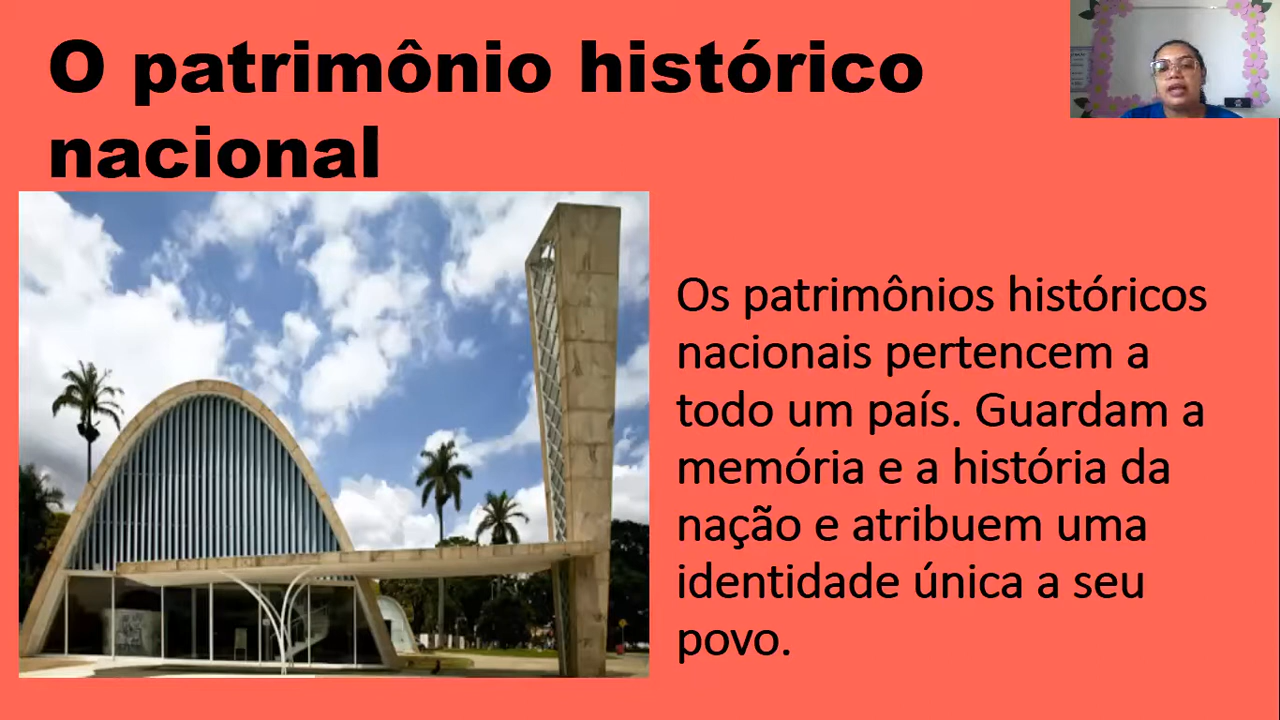 O patrimônio histórico
nacional
Os patrimônios históricos
nacionais pertencem a
todo um país. Guardam a
memória e a história da
nação e atribuem uma
identidade única a seu
povo.